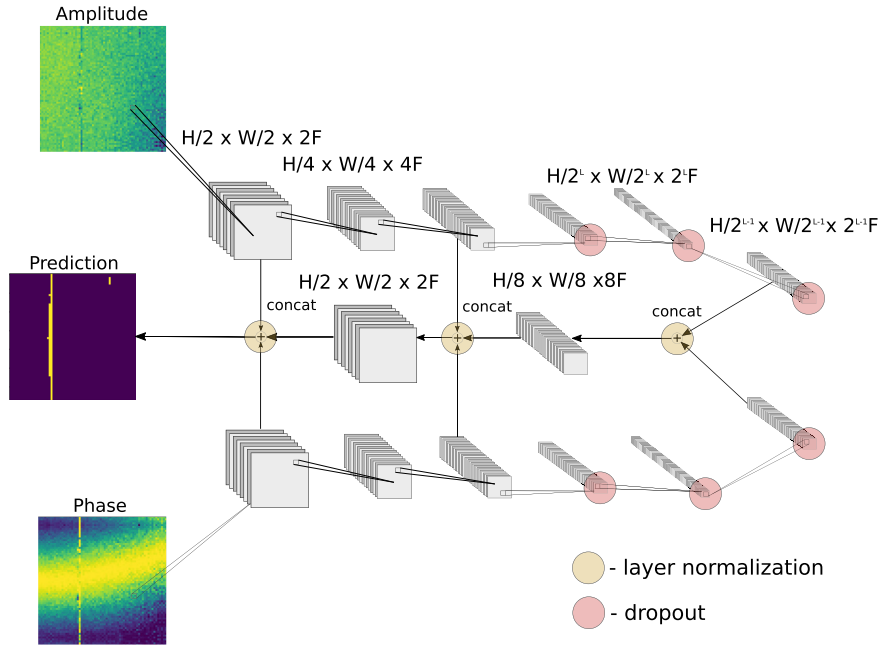 Amplitude
H/2 x W/2 x 2F
H/4 x W/4 x 4F
H/2ᴸ x W/2ᴸ x 2ᴸF
H/2ᴸ⁻¹ x W/2ᴸ⁻¹ x 2ᴸ⁻¹F
Prediction
H/2 x W/2 x 2F
H/8 x W/8 x8F
concat
concat
concat
+
+
+
Phase
- layer normalization
- dropout